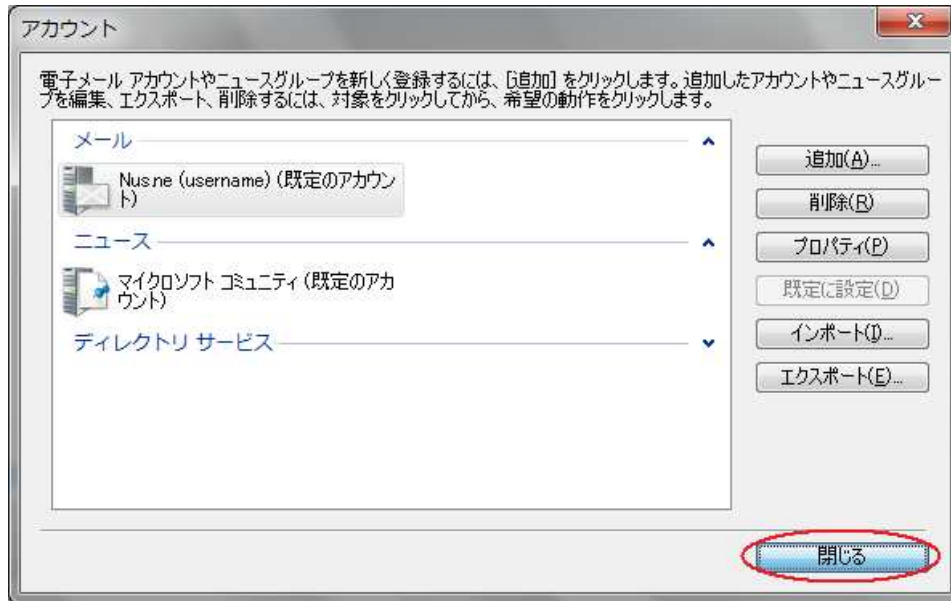 アカウント
電子メール アカウントやニュースグループを新しく登録するには、[追加] をクリックします。追加したアカウントやニュースグルー
プを編集、エクスポート、削除するには、対象をクリックしてから、希望の動作をクリックします。
メール
Nus.ne (username) (既定のアカウン
ト)
ニュース
マイクロソフト コミュニティ (既定のアカ
ウント)
ディレクトリ サービス
追加(A)...
削除(R)
プロパティ(P)
既定に設定(D)
インポート(I)...
エクスポート(E)...
閉じる